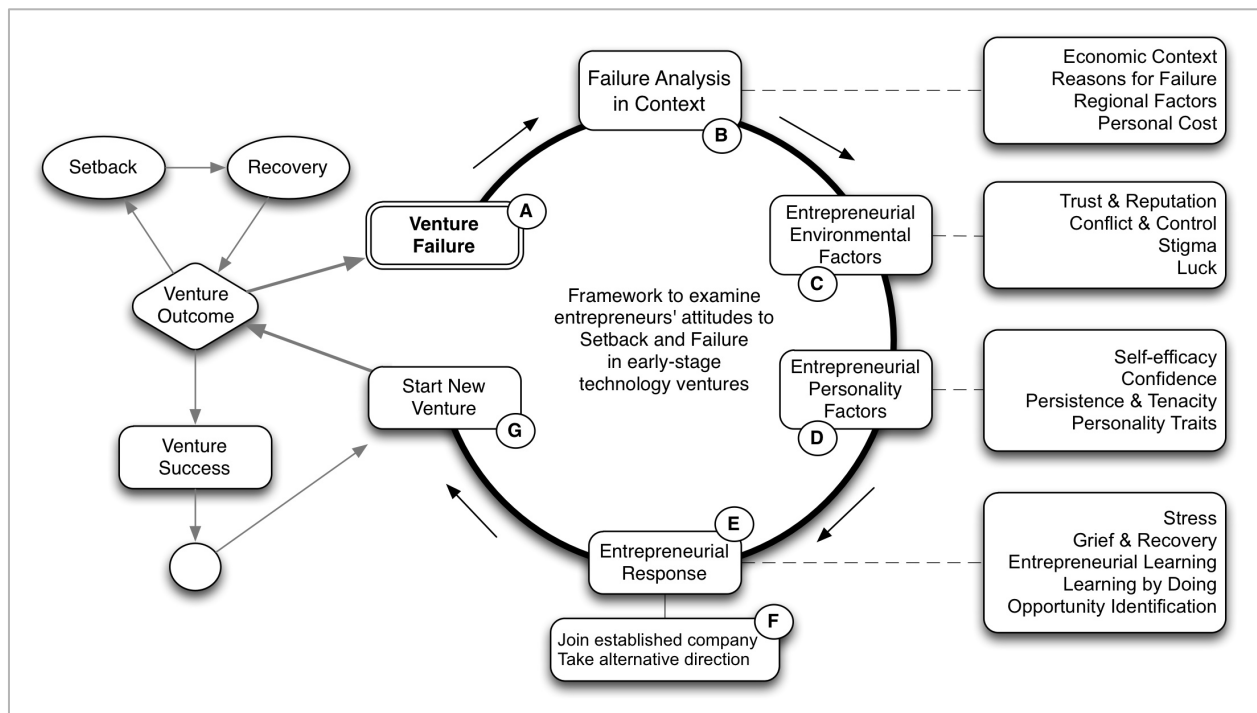 Failure Analysis
in Context
B
Economic Context
Reasons for Failure
Regional Factors
Personal Cost
Setback
Recovery
Venture
Failure
A
Entrepreneurial
Environmental
Factors
C
Trust & Reputation
Conflict & Control
Stigma
Luck
Venture
Outcome
Framework to examine
entrepreneurs' attitudes to
Setback and Failure
in early-stage
technology ventures
Entrepreneurial
Personality
Factors
D
Self-efficacy
Confidence
Persistence & Tenacity
Personality Traits
Start New
Venture
G
Venture
Success
E
Entrepreneurial
Response
Stress
Grief & Recovery
Entrepreneurial Learning
Learning by Doing
Opportunity Identification
F
Join established company
Take alternative direction